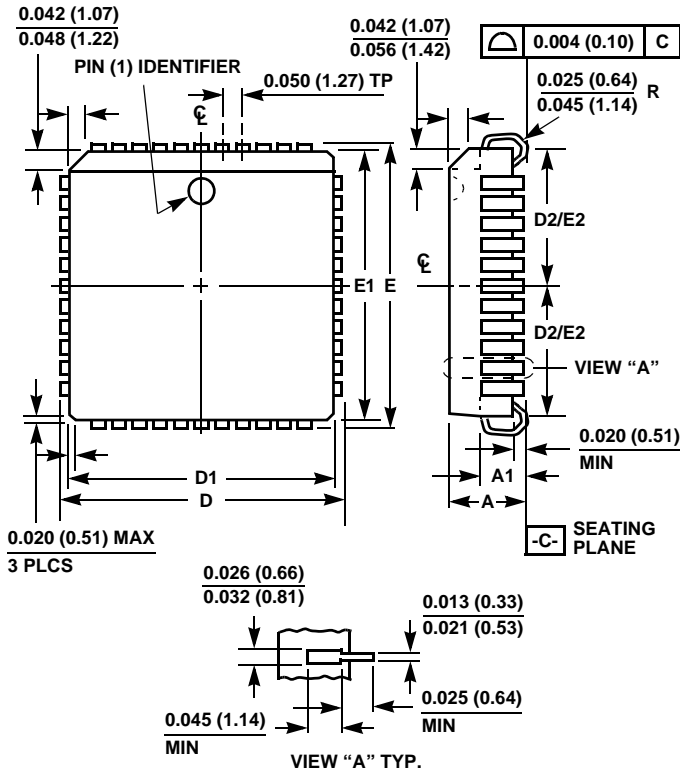 0.042 (1.07)
0.048 (1.22)
PIN (1) IDENTIFIER
0.050 (1.27) TP
C
L
0.042 (1.07)
0.056 (1.42)
0.004 (0.10) C
0.025 (0.64)
0.045 (1.14)
R
D2/E2
C
L
E1
E
D2/E2
VIEW “A”
0.020 (0.51)
MIN
D1
D
A1
A
0.020 (0.51) MAX
3 PLCS
-C-
SEATING
PLANE
0.026 (0.66)
0.032 (0.81)
0.013 (0.33)
0.021 (0.53)
0.045 (1.14)
MIN
0.025 (0.64)
MIN
VIEW “A” TYP.